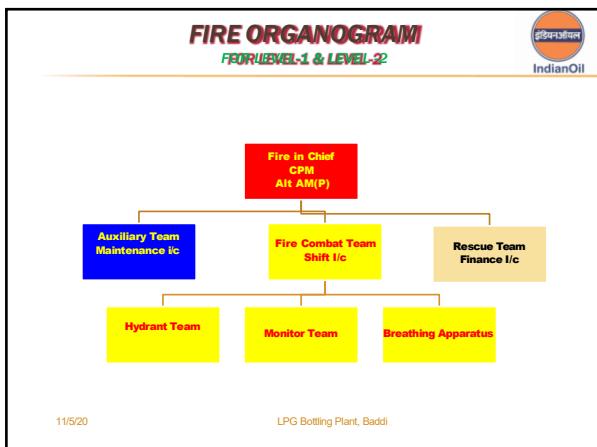 FIRE ORGANOGRAM
FOR LEVEL-1 & LEVEL-2
इंडियनऑयल
IndianOil
Fire in Chief
CPM
Alt AM(P)
Auxiliary Team
Maintenance i/c
Fire Combat Team
Shift I/c
Rescue Team
Finance I/c
Hydrant Team
Monitor Team
Breathing Apparatus
11/5/20
LPG Bottling Plant, Baddi